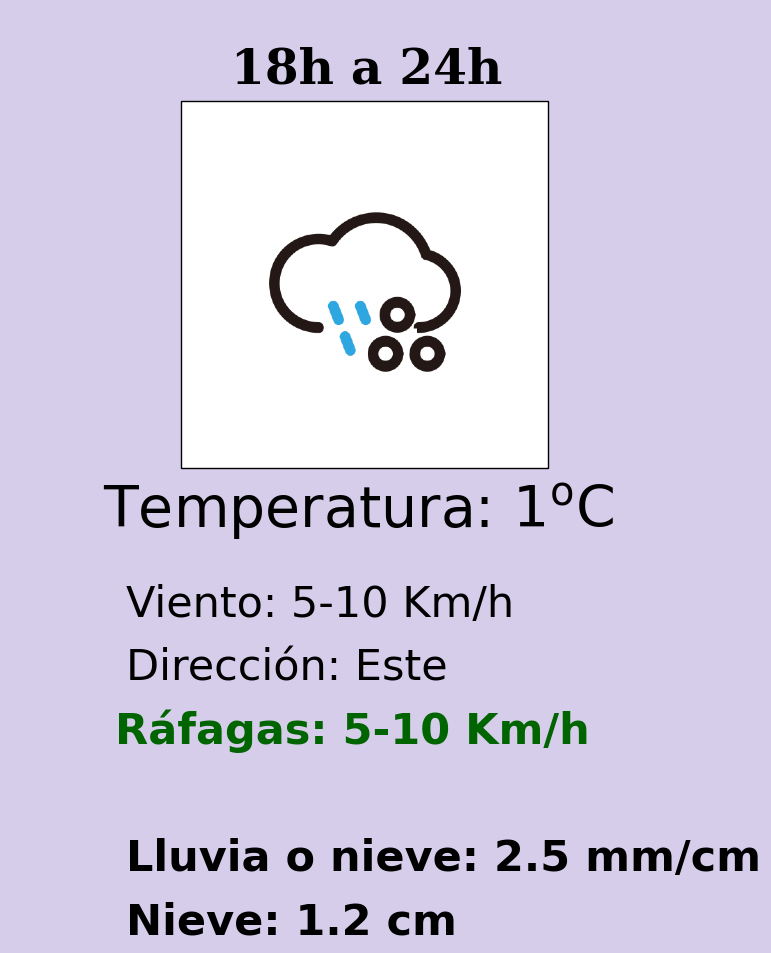 18h a 24h
Temperatura: 1ºC
Viento: 5-10 Km/h
Dirección: Este
Ráfagas: 5-10 Km/h
Lluvia o nieve: 2.5 mm/cm
Nieve: 1.2 cm